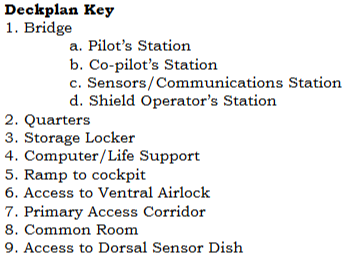 Deckplan Key
1. Bridge
a. Pilot's Station
b. Co-pilot's Station
c. Sensors/Communications Station
d. Shield Operator's Station
2. Quarters
3. Storage Locker
4. Computer/Life Support
5. Ramp to cockpit
6. Access to Ventral Airlock
7. Primary Access Corridor
8. Common Room
9. Access to Dorsal Sensor Dish